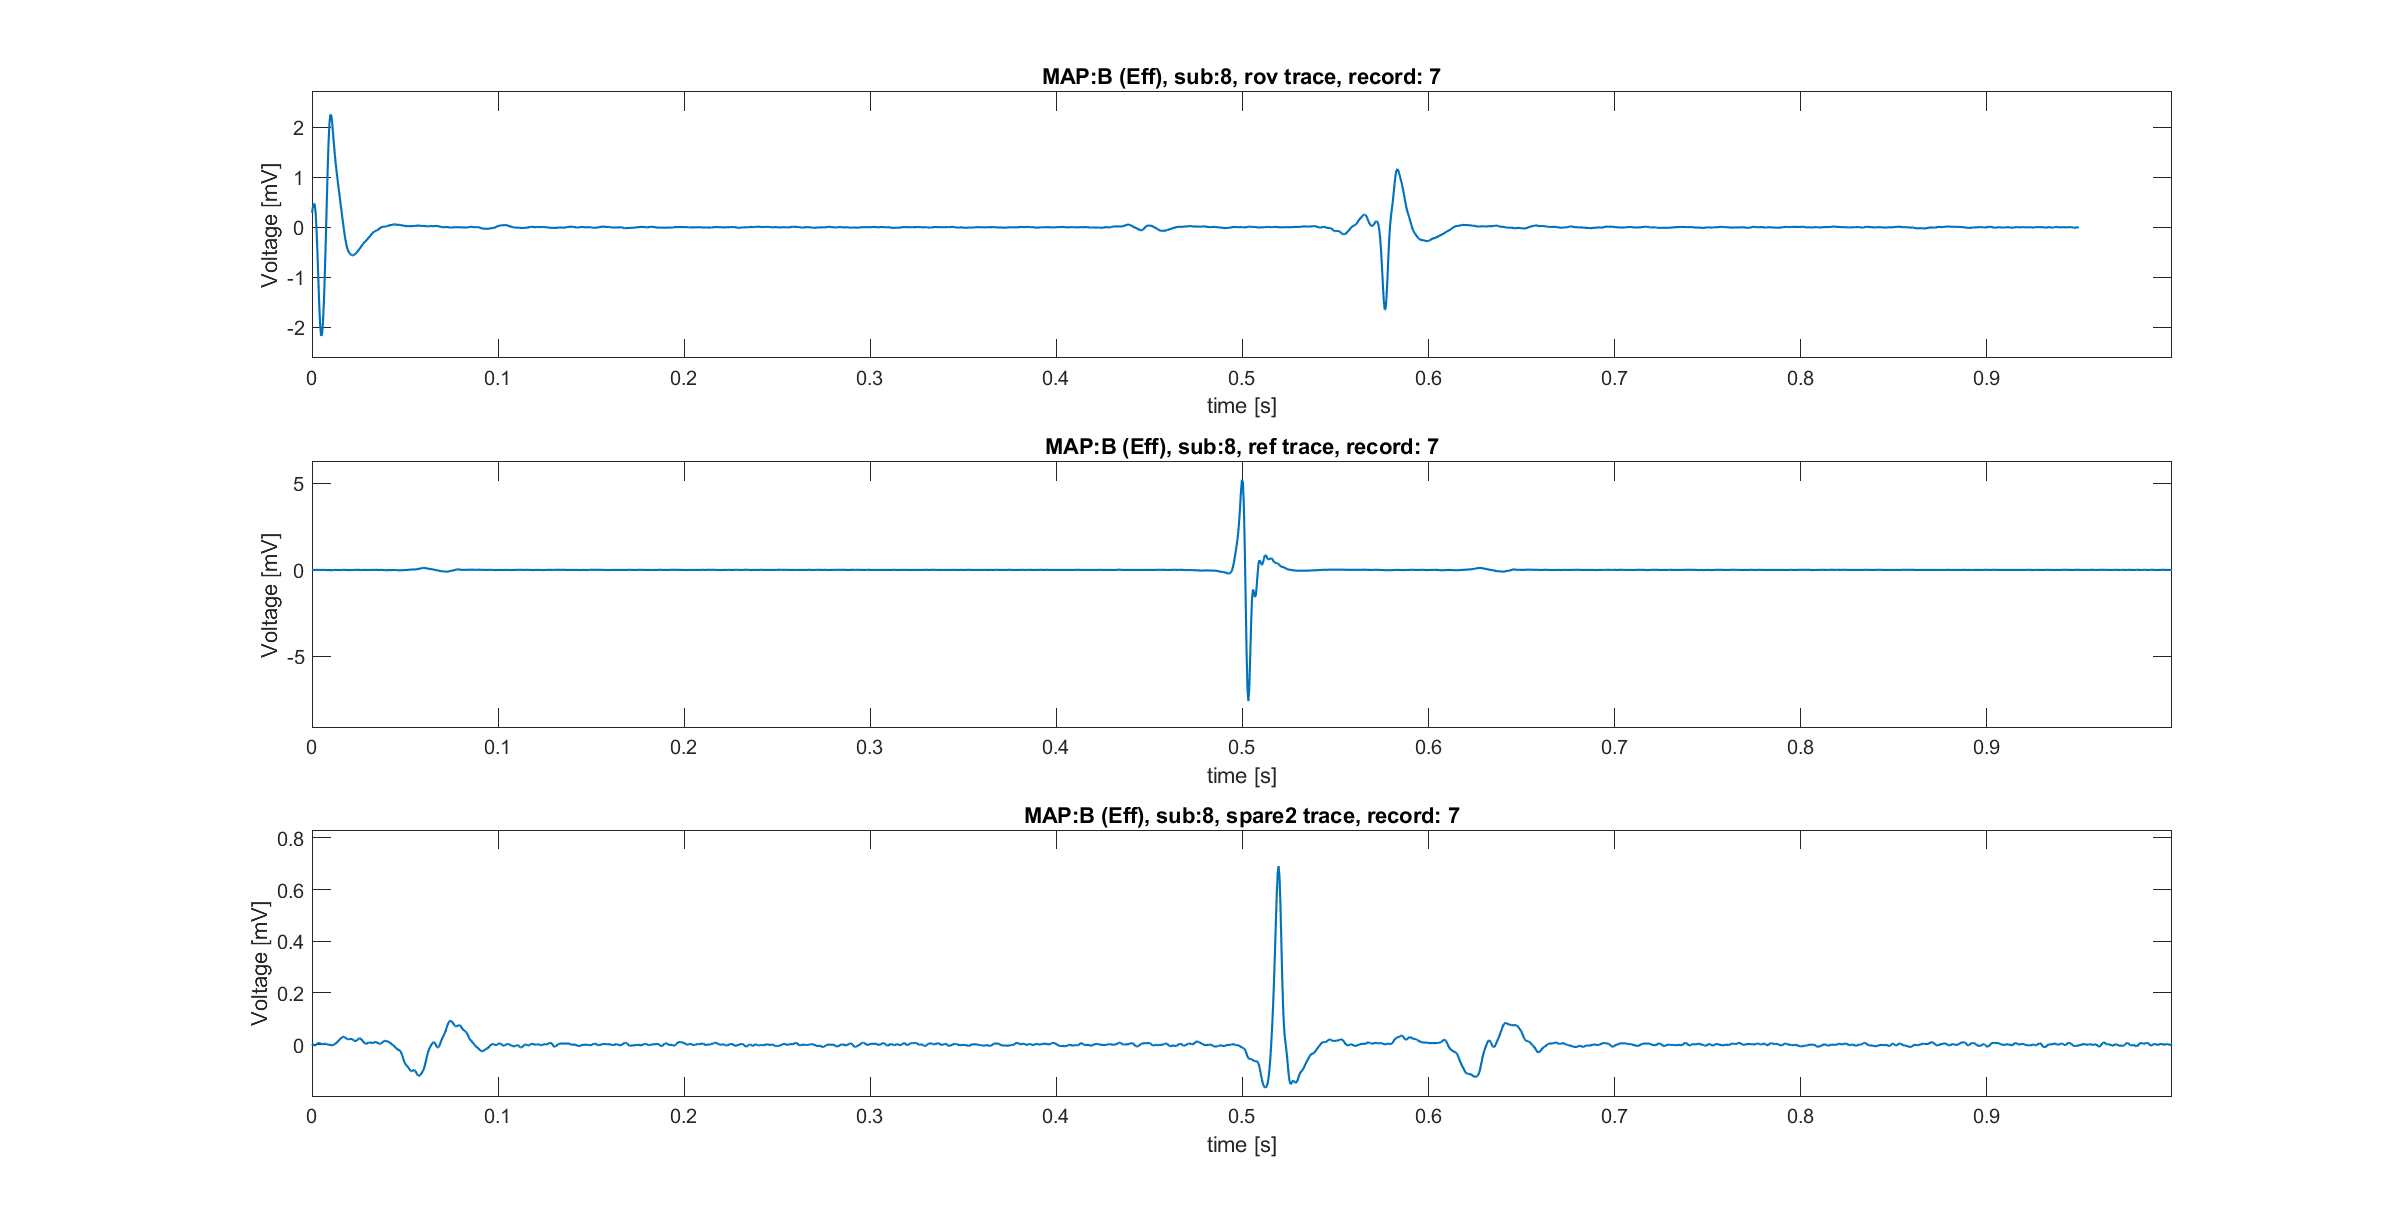 MAP:B (Eff), sub:8, rov trace, record: 7
Voltage [mV]
2
1
0
-1
-2
0 0.1 0.2 0.3 0.4 0.5 0.6 0.7 0.8 0.9
time [s]
MAP:B (Eff), sub:8, ref trace, record: 7
Voltage [mV]
5
0
-5
0 0.1 0.2 0.3 0.4 0.5 0.6 0.7 0.8 0.9
time [s]
MAP:B (Eff), sub:8, spare2 trace, record: 7
Voltage [mV]
0.8
0.6
0.4
0.2
0
0 0.1 0.2 0.3 0.4 0.5 0.6 0.7 0.8 0.9
time [s]